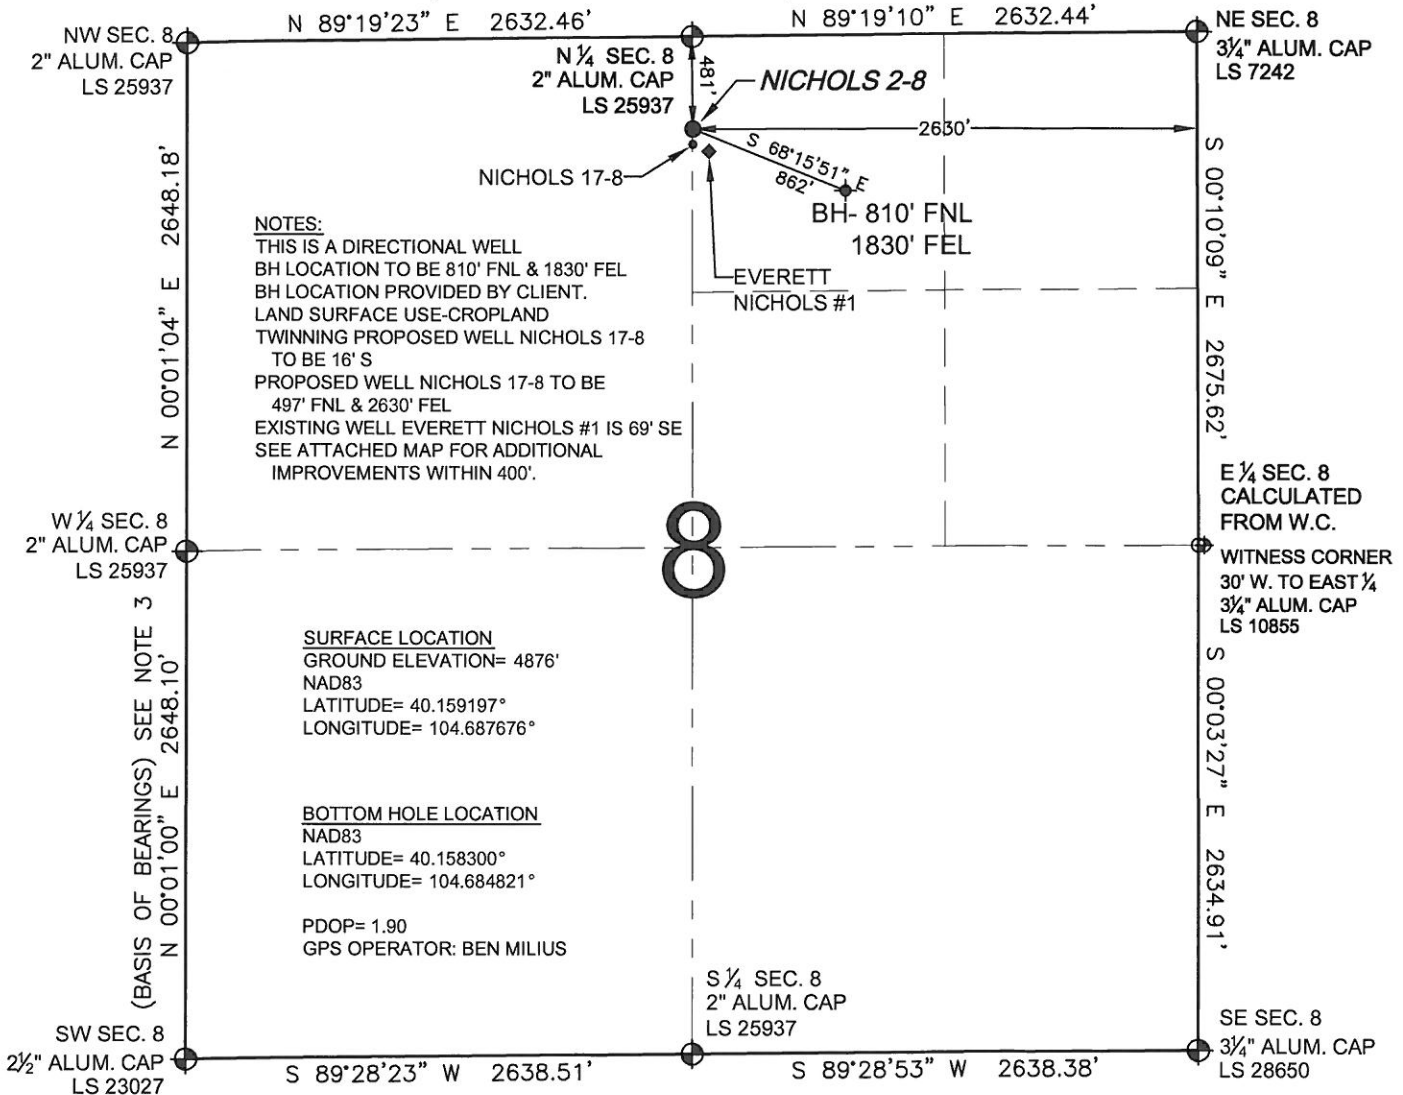 N 89°19'23" E 2632.46'
N 89°19'10" E 2632.44'
NW SEC. 8
2" ALUM. CAP
LS 25937
N ¼ SEC. 8
2" ALUM. CAP
LS 25937
NE SEC. 8
3¼" ALUM. CAP
LS 7242
481'
NICHOLS 2-8
2630'
S 68°15'51" E
862'
NICHOLS 17-8
BH- 810' FNL
1830' FEL
EVERETT
NICHOLS #1
N 00°01'04" E 2648.18'
S 00°10'09" E 2675.62'
NOTES:
THIS IS A DIRECTIONAL WELL
BH LOCATION TO BE 810' FNL & 1830' FEL
BH LOCATION PROVIDED BY CLIENT.
LAND SURFACE USE-CROPLAND
TWINNING PROPOSED WELL NICHOLS 17-8
TO BE 16' S
PROPOSED WELL NICHOLS 17-8 TO BE
497' FNL & 2630' FEL
EXISTING WELL EVERETT NICHOLS #1 IS 69' SE
SEE ATTACHED MAP FOR ADDITIONAL
IMPROVEMENTS WITHIN 400'.
W ¼ SEC. 8
2" ALUM. CAP
LS 25937
8
E ¼ SEC. 8
CALCULATED
FROM W.C.
WITNESS CORNER
30' W. TO EAST ¼
3¼" ALUM. CAP
LS 10855
(BASIS OF BEARINGS) SEE NOTE 3
N 00°01'00" E 2648.10'
S 00°03'27" E 2634.91'
SURFACE LOCATION
GROUND ELEVATION= 4876'
NAD83
LATITUDE= 40.159197°
LONGITUDE= 104.687676°
BOTTOM HOLE LOCATION
NAD83
LATITUDE= 40.158300°
LONGITUDE= 104.684821°
PDOP= 1.90
GPS OPERATOR: BEN MILIUS
SW SEC. 8
2½" ALUM. CAP
LS 23027
S ¼ SEC. 8
2" ALUM. CAP
LS 25937
SE SEC. 8
3¼" ALUM. CAP
LS 28650
S 89°28'23" W 2638.51'
S 89°28'53" W 2638.38'